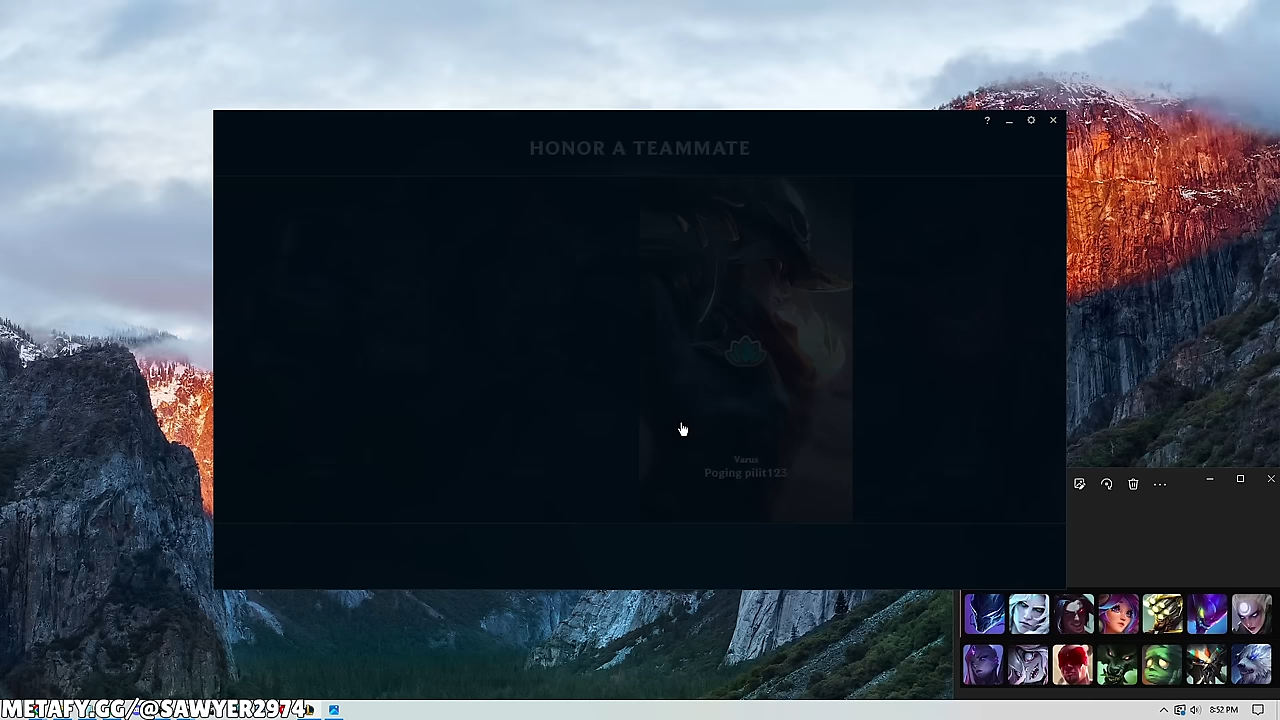 ?
HONOR A TEAMMATE
Varus
Poging pilit123
METAFY.GG/@SAWYER2974
8:52 PM